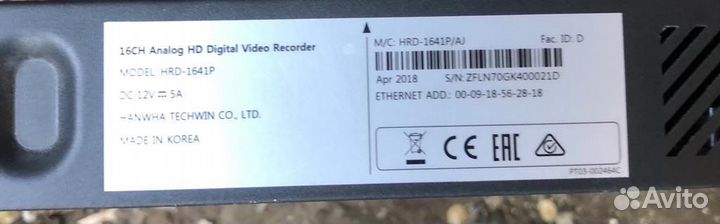 16CH Analog HD Digital Video Recorder
MODEL HRD-1641P
DC 12V ⎓ 5A
HANWHA TECHWIN CO., LTD.
MADE IN KOREA
M/C: HRD-1641P/AJ Fac. ID: D
Apr 2018 S/N: ZFLN70GK400021D
ETHERNET ADD.: 00-09-18-56-28-18
CE EAC
PT03-002464C
Avito